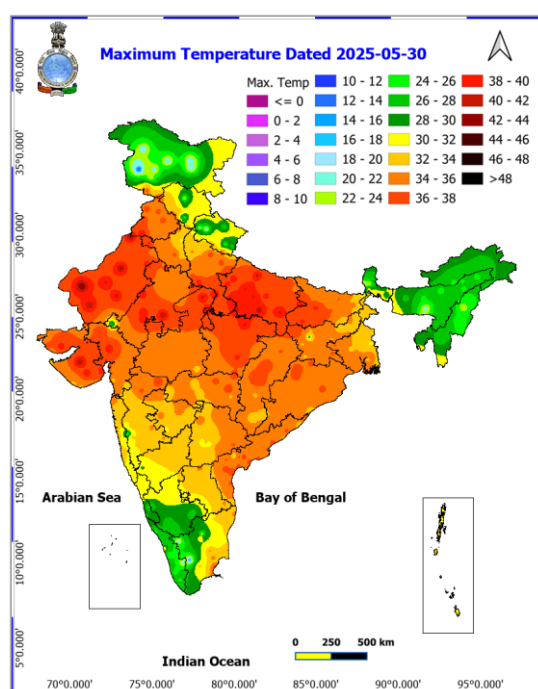 Maximum Temperature Dated 2025-05-30
Max. Temp
<= 0
0 - 2
2 - 4
4 - 6
6 - 8
8 - 10
10 - 12
12 - 14
14 - 16
16 - 18
18 - 20
20 - 22
22 - 24
24 - 26
26 - 28
28 - 30
30 - 32
32 - 34
34 - 36
36 - 38
38 - 40
40 - 42
42 - 44
44 - 46
46 - 48
>48
40°0.000'
35°0.000'
30°0.000'
25°0.000'
20°0.000'
15°0.000'
10°0.000'
5°0.000'
Arabian Sea
Bay of Bengal
0 250 500 km
Indian Ocean
70°0.000' 75°0.000' 80°0.000' 85°0.000' 90°0.000' 95°0.000'